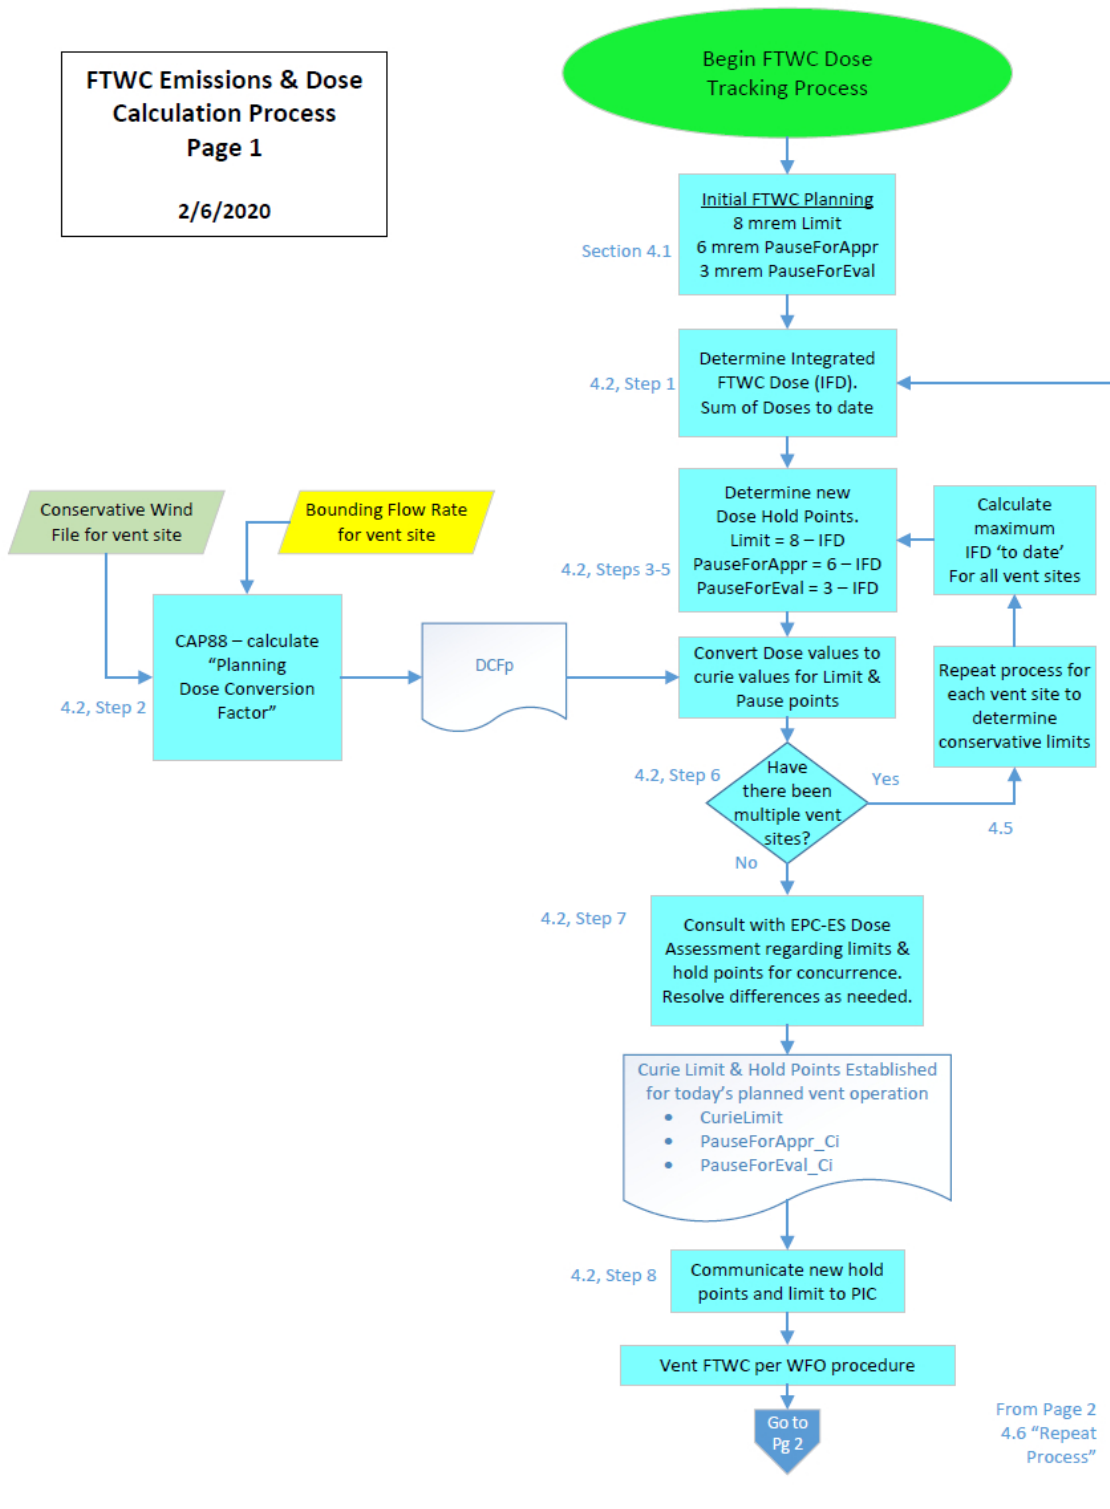 FTWC Emissions & Dose
Calculation Process
Page 1
2/6/2020
Begin FTWC Dose
Tracking Process
Section 4.1
Initial FTWC Planning
8 mrem Limit
6 mrem PauseForAppr
3 mrem PauseForEval
4.2, Step 1
Determine Integrated
FTWC Dose (IFD).
Sum of Doses to date
Conservative Wind
File for vent site
Bounding Flow Rate
for vent site
4.2, Steps 3-5
Determine new
Dose Hold Points.
Limit = 8 – IFD
PauseForAppr = 6 – IFD
PauseForEval = 3 – IFD
Calculate
maximum
IFD ‘to date’
For all vent sites
4.2, Step 2
CAP88 – calculate
“Planning
Dose Conversion
Factor”
DCFp
Convert Dose values to
curie values for Limit &
Pause points
Repeat process for
each vent site to
determine
conservative limits
4.2, Step 6
Have
there been
multiple vent
sites?
Yes
4.5
No
4.2, Step 7
Consult with EPC-ES Dose
Assessment regarding limits &
hold points for concurrence.
Resolve differences as needed.
Curie Limit & Hold Points Established
for today’s planned vent operation
• CurieLimit
• PauseForAppr_Ci
• PauseForEval_Ci
4.2, Step 8
Communicate new hold
points and limit to PIC
Vent FTWC per WFO procedure
Go to
Pg 2
From Page 2
4.6 “Repeat
Process”